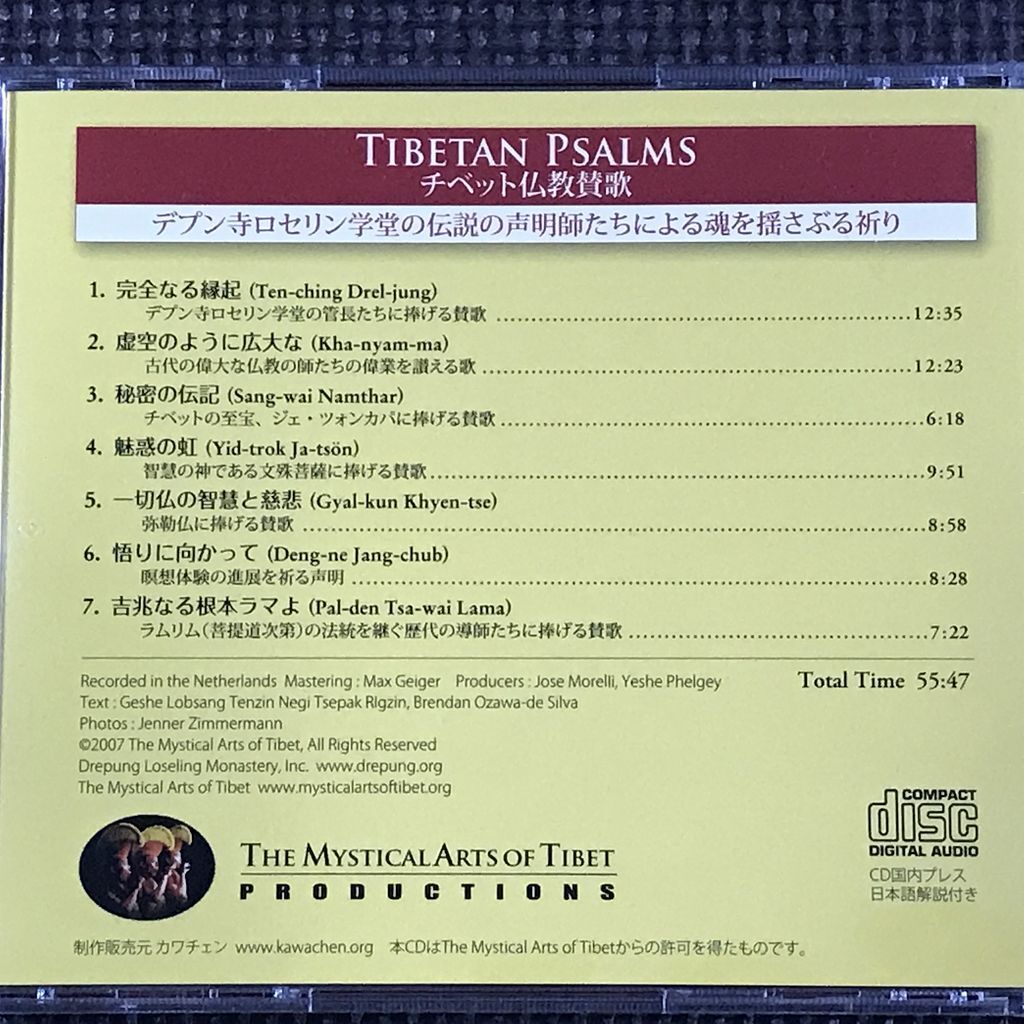 TIBETAN PSALMS
チベット仏教賛歌
デプン寺ロセリン学堂の伝説の声明師たちによる魂を揺さぶる祈り
1. 完全なる縁起 (Ten-ching Drel-jung)
デプン寺ロセリン学堂の管長たちに捧げる賛歌 ........................................ 12:35
2. 虚空のように広大な (Kha-nyam-ma)
古代の偉大な仏教の師たちの偉業を讃える歌 ........................................ 12:23
3. 秘密の伝記 (Sang-wai Namthar)
チベットの至宝、ジェ・ツォンカパに捧げる賛歌 ........................................ 6:18
4. 魅惑の虹 (Yid-trok Ja-tsön)
智慧の神である文殊菩薩に捧げる賛歌 ........................................ 9:51
5. 一切仏の智慧と慈悲 (Gyal-kun Khyen-tse)
弥勒仏に捧げる賛歌 ........................................ 8:58
6. 悟りに向かって (Deng-ne Jang-chub)
瞑想体験の進展を祈る声明 ........................................ 8:28
7. 吉兆なる根本ラマよ (Pal-den Tsa-wai Lama)
ラムリム（菩提道次第）の法統を継ぐ歴代の導師たちに捧げる賛歌 ........................................ 7:22
Recorded in the Netherlands Mastering : Max Geiger Producers : Jose Morelli, Yeshe Phelgey
Total Time 55:47
Text : Geshe Lobsang Tenzin Negi Tsepak RIgzin, Brendan Ozawa-de Silva
Photos : Jenner Zimmermann
©2007 The Mystical Arts of Tibet, All Rights Reserved
Drepung Loseling Monastery, Inc. www.drepung.org
The Mystical Arts of Tibet www.mysticalartsoftibet.org
COMPACT
disc
DIGITAL AUDIO
CD国内プレス
日本語解説付き
THE MYSTICAL ARTS OF TIBET
PRODUCTIONS
制作販売元 カワチェン www.kawachen.org 本CDはThe Mystical Arts of Tibetからの許可を得たものです。